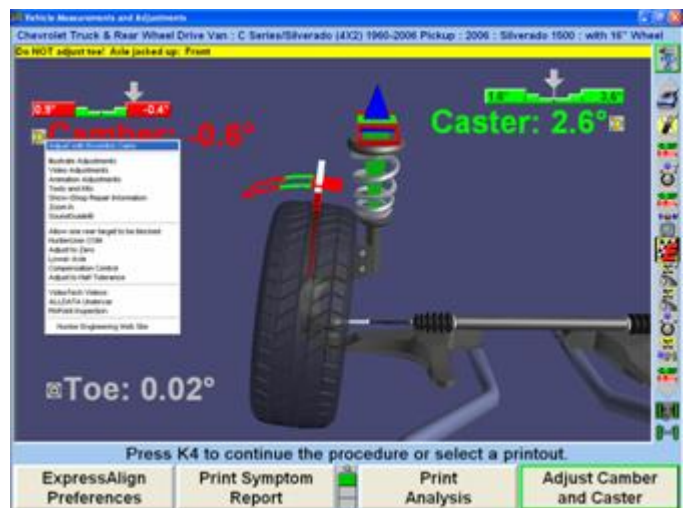 Vehicle Measurements and Adjustments
Chevrolet Truck & Rear Wheel Drive Van : C Series/Silverado (4X2) 1960-2006 Pickup : 2006 : Silverado 1500 : with 16" Wheel
Do NOT adjust toe! Axle jacked up: Front
-0.4°
Camber: -0.6°
1.6° 3.6°
Caster: 2.6°
Illustrate Adjustments
Video Adjustments
Animation Adjustments
Tools and Kits
Show Shop Repair Information
Zoom In
SoundGuide®
Allow one rear target to be blocked
Adjust to Zero
Lower Axle
Compensation Control
Adjust to Half Tolerance
VideoTech Videos
ALLDATA Undercar
Hunter Engineering Web Site
Toe: 0.02°
Press K4 to continue the procedure or select a printout.
ExpressAlign Preferences
Print Symptom Report
Print Analysis
Adjust Camber and Caster